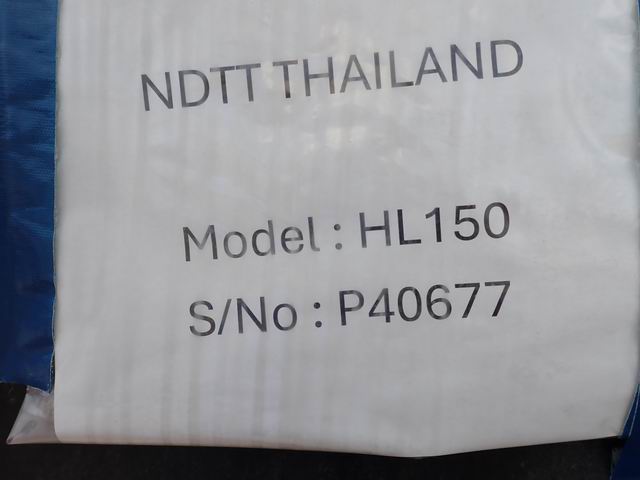 NDTT THAILAND
Model : HL150
S/No : P40677